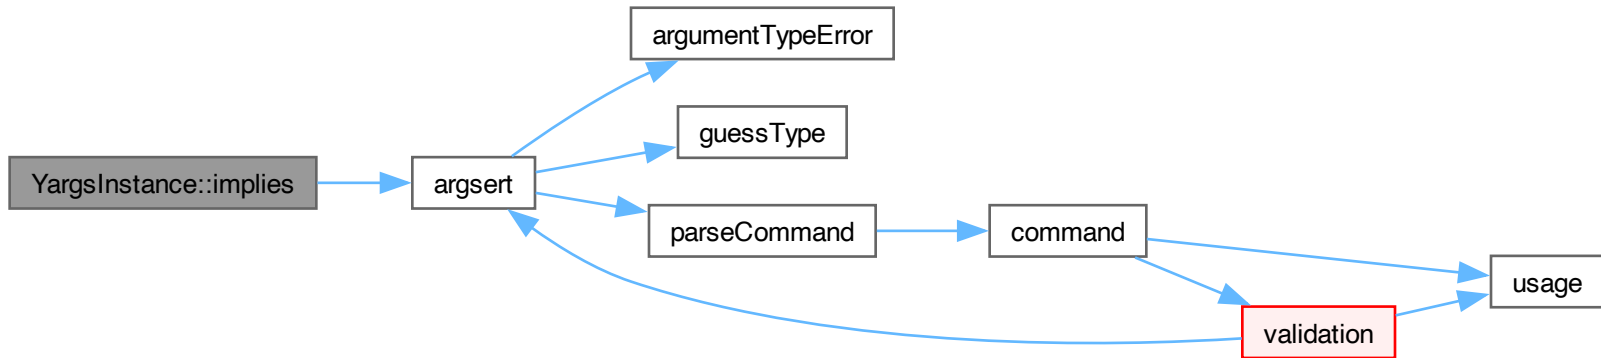 argumentTypeError
guessType
YargsInstance::implies
argsert
parseCommand
command
usage
validation